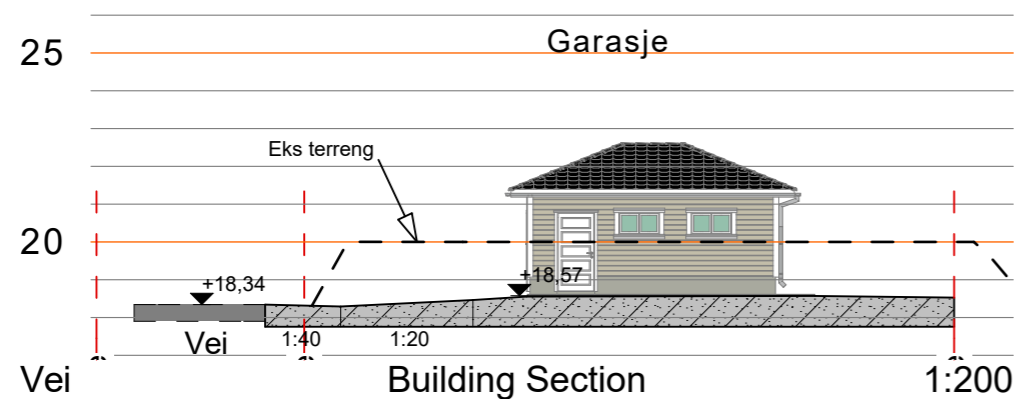 Garasje
25
Eks terreng
20
+18,34
+18,57
Vei
1:40
1:20
Vei
Building Section
1:200